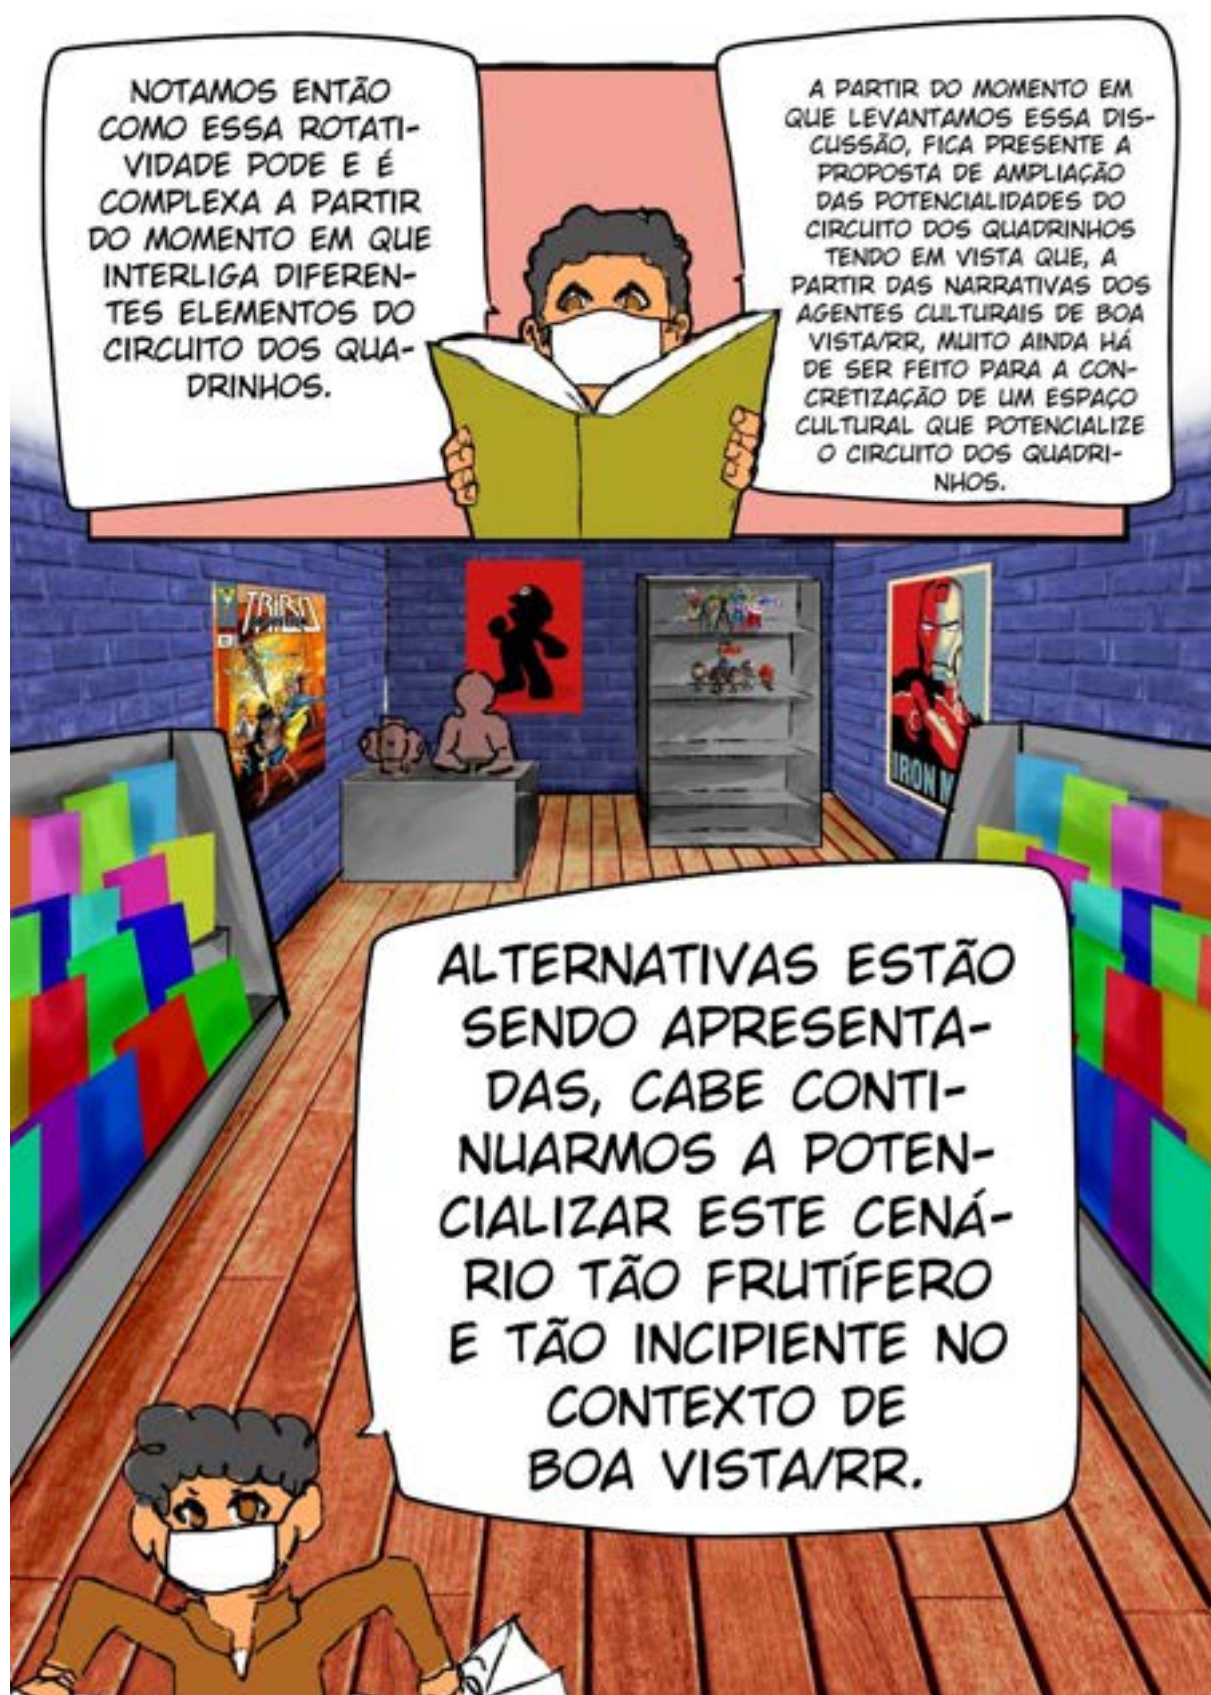 NOTAMOS ENTÃO
COMO ESSA ROTATI-
VIDADE PODE E É
COMPLEXA A PARTIR
DO MOMENTO EM QUE
INTERLIGA DIFEREN-
TES ELEMENTOS DO
CIRCUITO DOS QUA-
DRINHOS.
A PARTIR DO MOMENTO EM
QUE LEVANTAMOS ESSA DIS-
CUSSÃO, FICA PRESENTE A
PROPOSTA DE AMPLIAÇÃO
DAS POTENCIALIDADES DO
CIRCUITO DOS QUADRINHOS
TENDO EM VISTA QUE, A
PARTIR DAS NARRATIVAS DOS
AGENTES CULTURAIS DE BOA
VISTA/RR, MUITO AINDA HÁ
DE SER FEITO PARA A CON-
CRETIZAÇÃO DE UM ESPAÇO
CULTURAL QUE POTENCIALIZE
O CIRCUITO DOS QUADRI-
NHOS.
IRON M
ALTERNATIVAS ESTÃO
SENDO APRESENTA-
DAS, CABE CONTI-
NUARMOS A POTEN-
CIALIZAR ESTE CENÁ-
RIO TÃO FRUTÍFERO
E TÃO INCIPIENTE NO
CONTEXTO DE
BOA VISTA/RR.